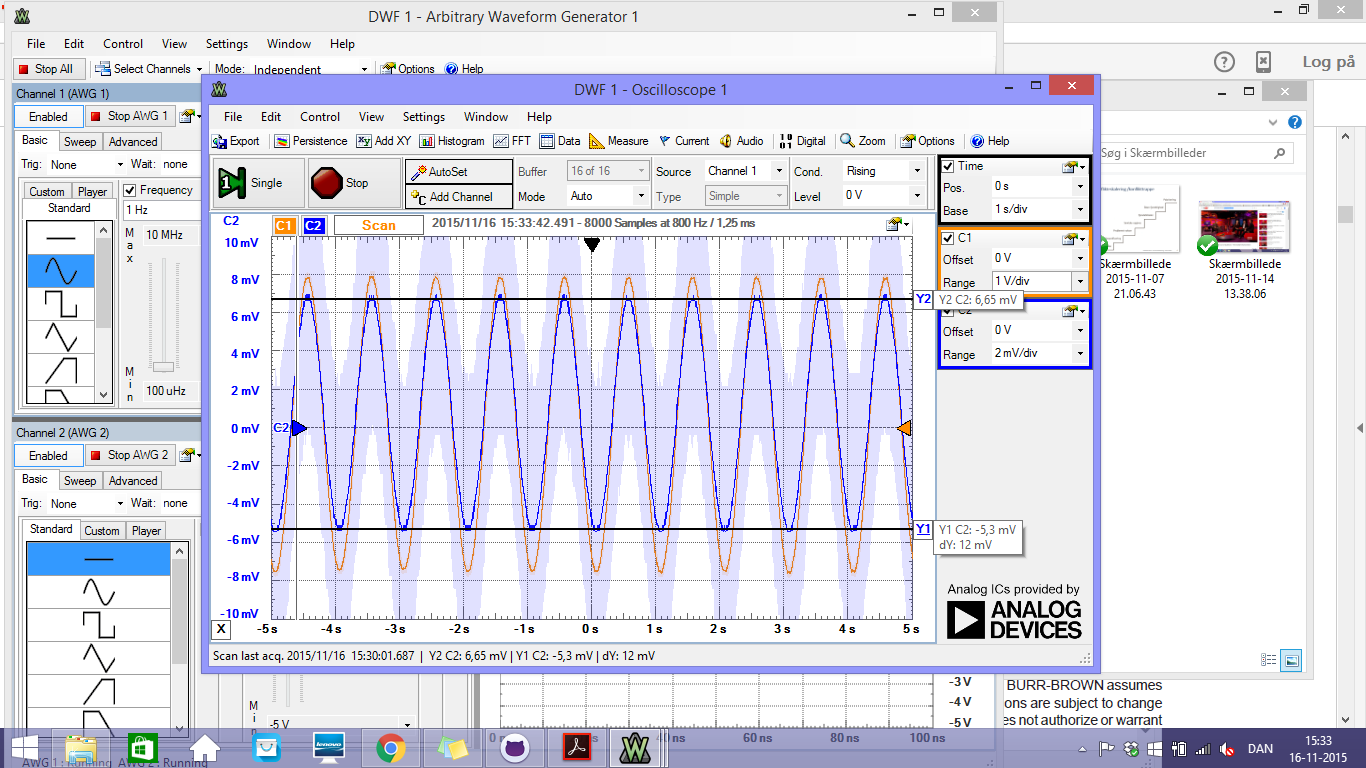 DWF 1 - Arbitrary Waveform Generator 1
File Edit Control View Settings Window Help
Stop All Select Channels Mode: Independent Options Help
Log på
Channel 1 (AWG 1)
Enabled Stop AWG 1
Basic Sweep Advanced
Trig: None Wait: none
Custom Player
Standard
Frequency
1 Hz
Max
10 MHz
Min
100 uHz
Channel 2 (AWG 2)
Enabled Stop AWG 2
Basic Sweep Advanced
Trig: None Wait: none
Standard Custom Player
Min
-5 V
AWG 1: Running AWG 2: Running
DWF 1 - Oscilloscope 1
File Edit Control View Settings Window Help
Export Persistence Add XY Histogram FFT Data Measure Current Audio Digital Zoom Options Help
Single Stop
AutoSet
Add Channel
Buffer 16 of 16
Mode Auto
Source Channel 1
Type Simple
Cond. Rising
Level 0 V
C2 C1 C2 Scan 2015/11/16 15:33:42.491 - 8000 Samples at 800 Hz / 1,25 ms
10 mV
8 mV
6 mV
4 mV
2 mV
0 mV
-2 mV
-4 mV
-6 mV
-8 mV
-10 mV
C2
X
-5 s -4 s -3 s -2 s -1 s 0 s 1 s 2 s 3 s 4 s 5 s
Time
Pos. 0 s
Base 1 s/div
C1
Offset 0 V
Range 1 V/div
Y2 Y2 C2: 6,65 mV
C2
Offset 0 V
Range 2 mV/div
Y1 Y1 C2: -5,3 mV
dY: 12 mV
Analog ICs provided by
ANALOG
DEVICES
Scan last acq. 2015/11/16 15:30:01.687 | Y2 C2: 6,65 mV | Y1 C2: -5,3 mV | dY: 12 mV
Søg i Skærmbilleder
Skærmbillede
2015-11-07
21.06.43
Skærmbillede
2015-11-14
13.38.06
-3 V
-4 V
-5 V
40 ns 60 ns 80 ns 100 ns
BURR-BROWN assumes
ons are subject to change
es not authorize or warrant
lenovo
DAN
15:33
16-11-2015